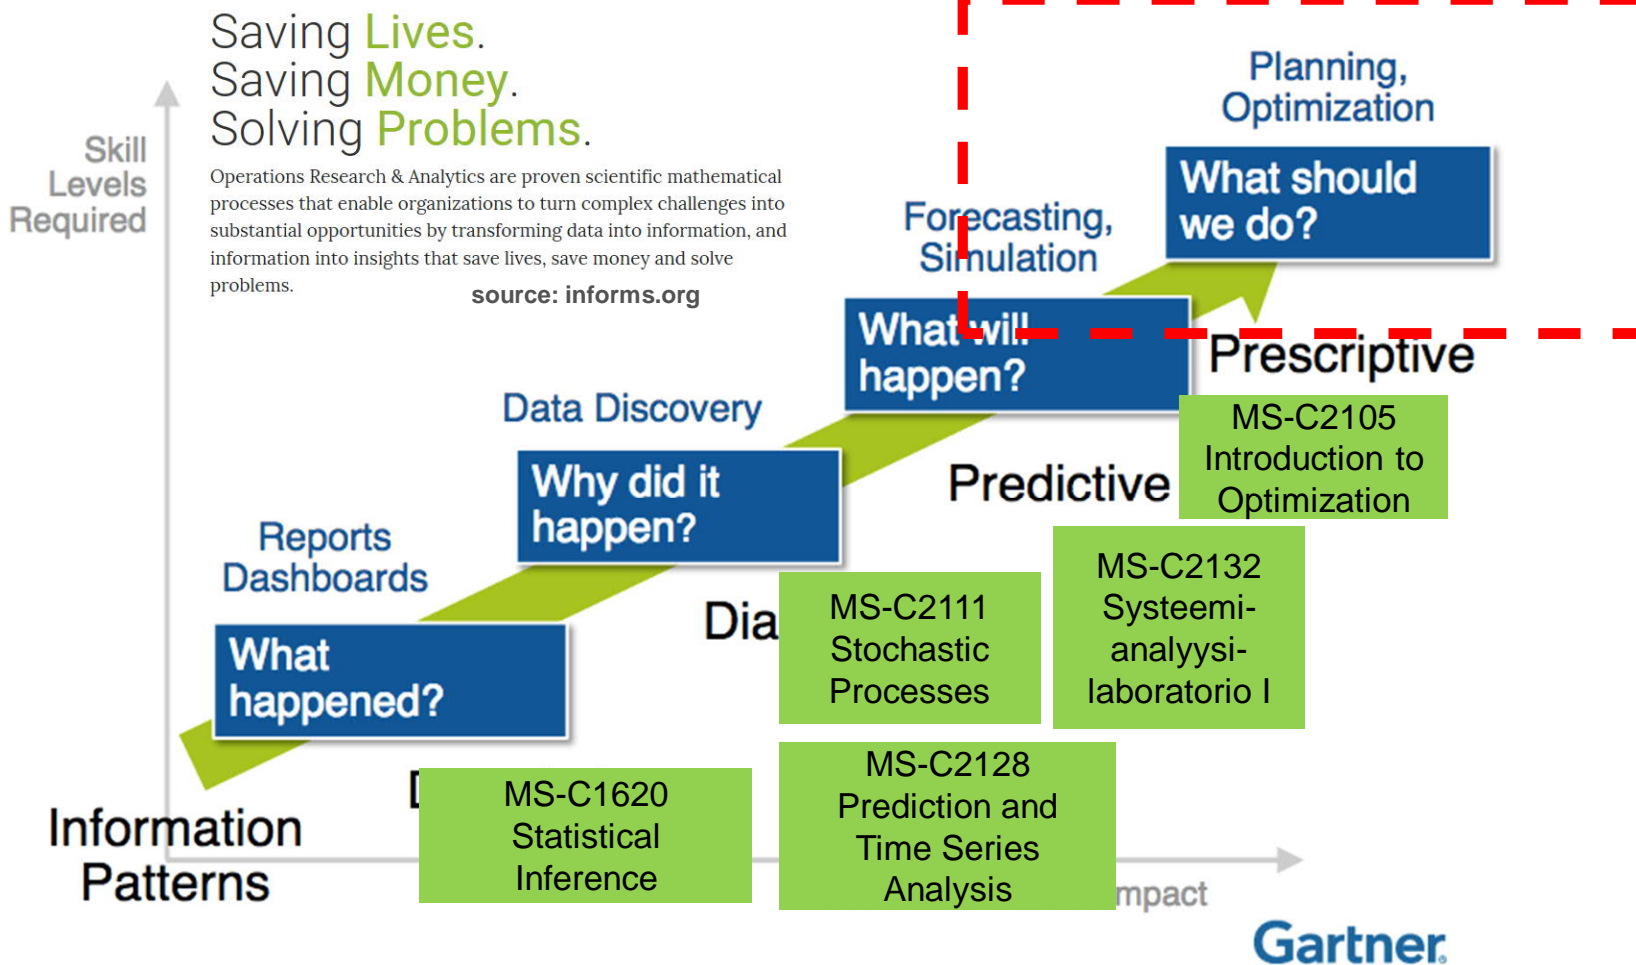 Saving Lives.
Saving Money.
Solving Problems.
Operations Research & Analytics are proven scientific mathematical
processes that enable organizations to turn complex challenges into
substantial opportunities by transforming data into information, and
information into insights that save lives, save money and solve
problems.
source: informs.org
Skill
Levels
Required
Planning,
Optimization
What should
we do?
Prescriptive
Forecasting,
Simulation
What will
happen?
Predictive
MS-C2105
Introduction to
Optimization
Data Discovery
Why did it
happen?
Dia
MS-C2111
Stochastic
Processes
MS-C2132
Systeemi-
analyysi-
laboratorio I
Reports
Dashboards
What
happened?
D
MS-C1620
Statistical
Inference
MS-C2128
Prediction and
Time Series
Analysis
Information
Patterns
mpact
Gartner.